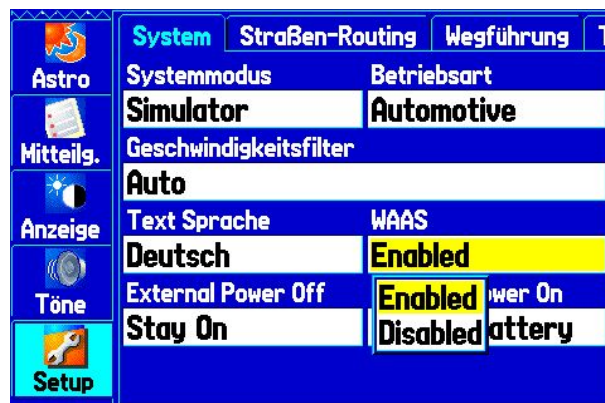 System Straßen-Routing Wegführung
Astro
Systemmodus Betriebsart
Simulator Automotive
Mitteilg.
Geschwindigkeitsfilter
Auto
Anzeige
Text Sprache WAAS
Deutsch Enabled
Töne
External Power Off Enabled ower On
Stay On Disabled attery
Setup